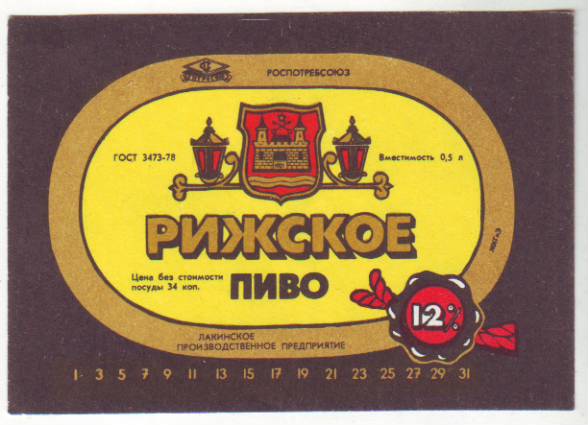 РОСПОТРЕБСОЮЗ
ГОСТ 3473-78
Вместимость 0,5 л
РИЖСКОЕ
ПИВО
Цена без стоимости
посуды 34 коп.
12%
ЛАКИНСКОЕ
ПРОИЗВОДСТВЕННОЕ ПРЕДПРИЯТИЕ
1 3 5 7 9 11 13 15 17 19 21 23 25 27 29 31